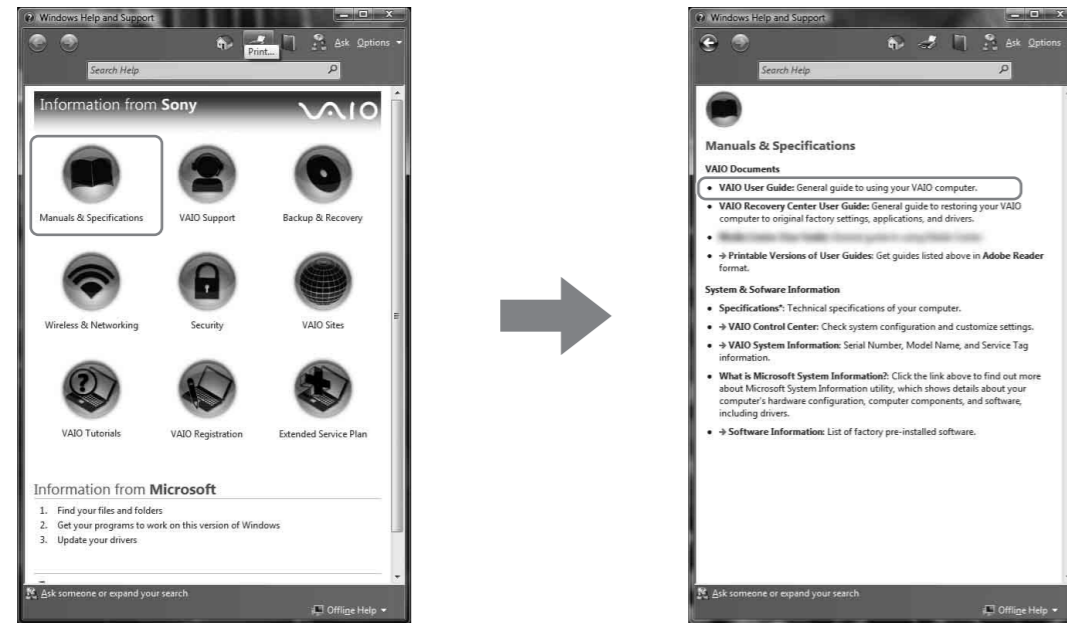 Windows Help and Support
Ask Options
Print...
Search Help
Information from Sony
VAIO
Manuals & Specifications
VAIO Support
Backup & Recovery
Wireless & Networking
Security
VAIO Sites
VAIO Tutorials
VAIO Registration
Extended Service Plan
Information from Microsoft
1. Find your files and folders
2. Get your programs to work on this version of Windows
3. Update your drivers
Ask someone or expand your search
Offline Help
Windows Help and Support
Ask Options
Search Help
Manuals & Specifications
VAIO Documents
• VAIO User Guide: General guide to using your VAIO computer.
• VAIO Recovery Center User Guide: General guide to restoring your VAIO
computer to original factory settings, applications, and drivers.
• → Printable Versions of User Guides: Get guides listed above in Adobe Reader
format.
System & Sofware Information
• Specifications*: Technical specifications of your computer.
• → VAIO Control Center: Check system configuration and customize settings.
• → VAIO System Information: Serial Number, Model Name, and Service Tag
information.
• What is Microsoft System Information?: Click the link above to find out more
about Microsoft System Information utility, which shows details about your
computer's hardware configuration, computer components, and software,
including drivers.
• → Software Information: List of factory pre-installed software.
Ask someone or expand your search
Offline Help